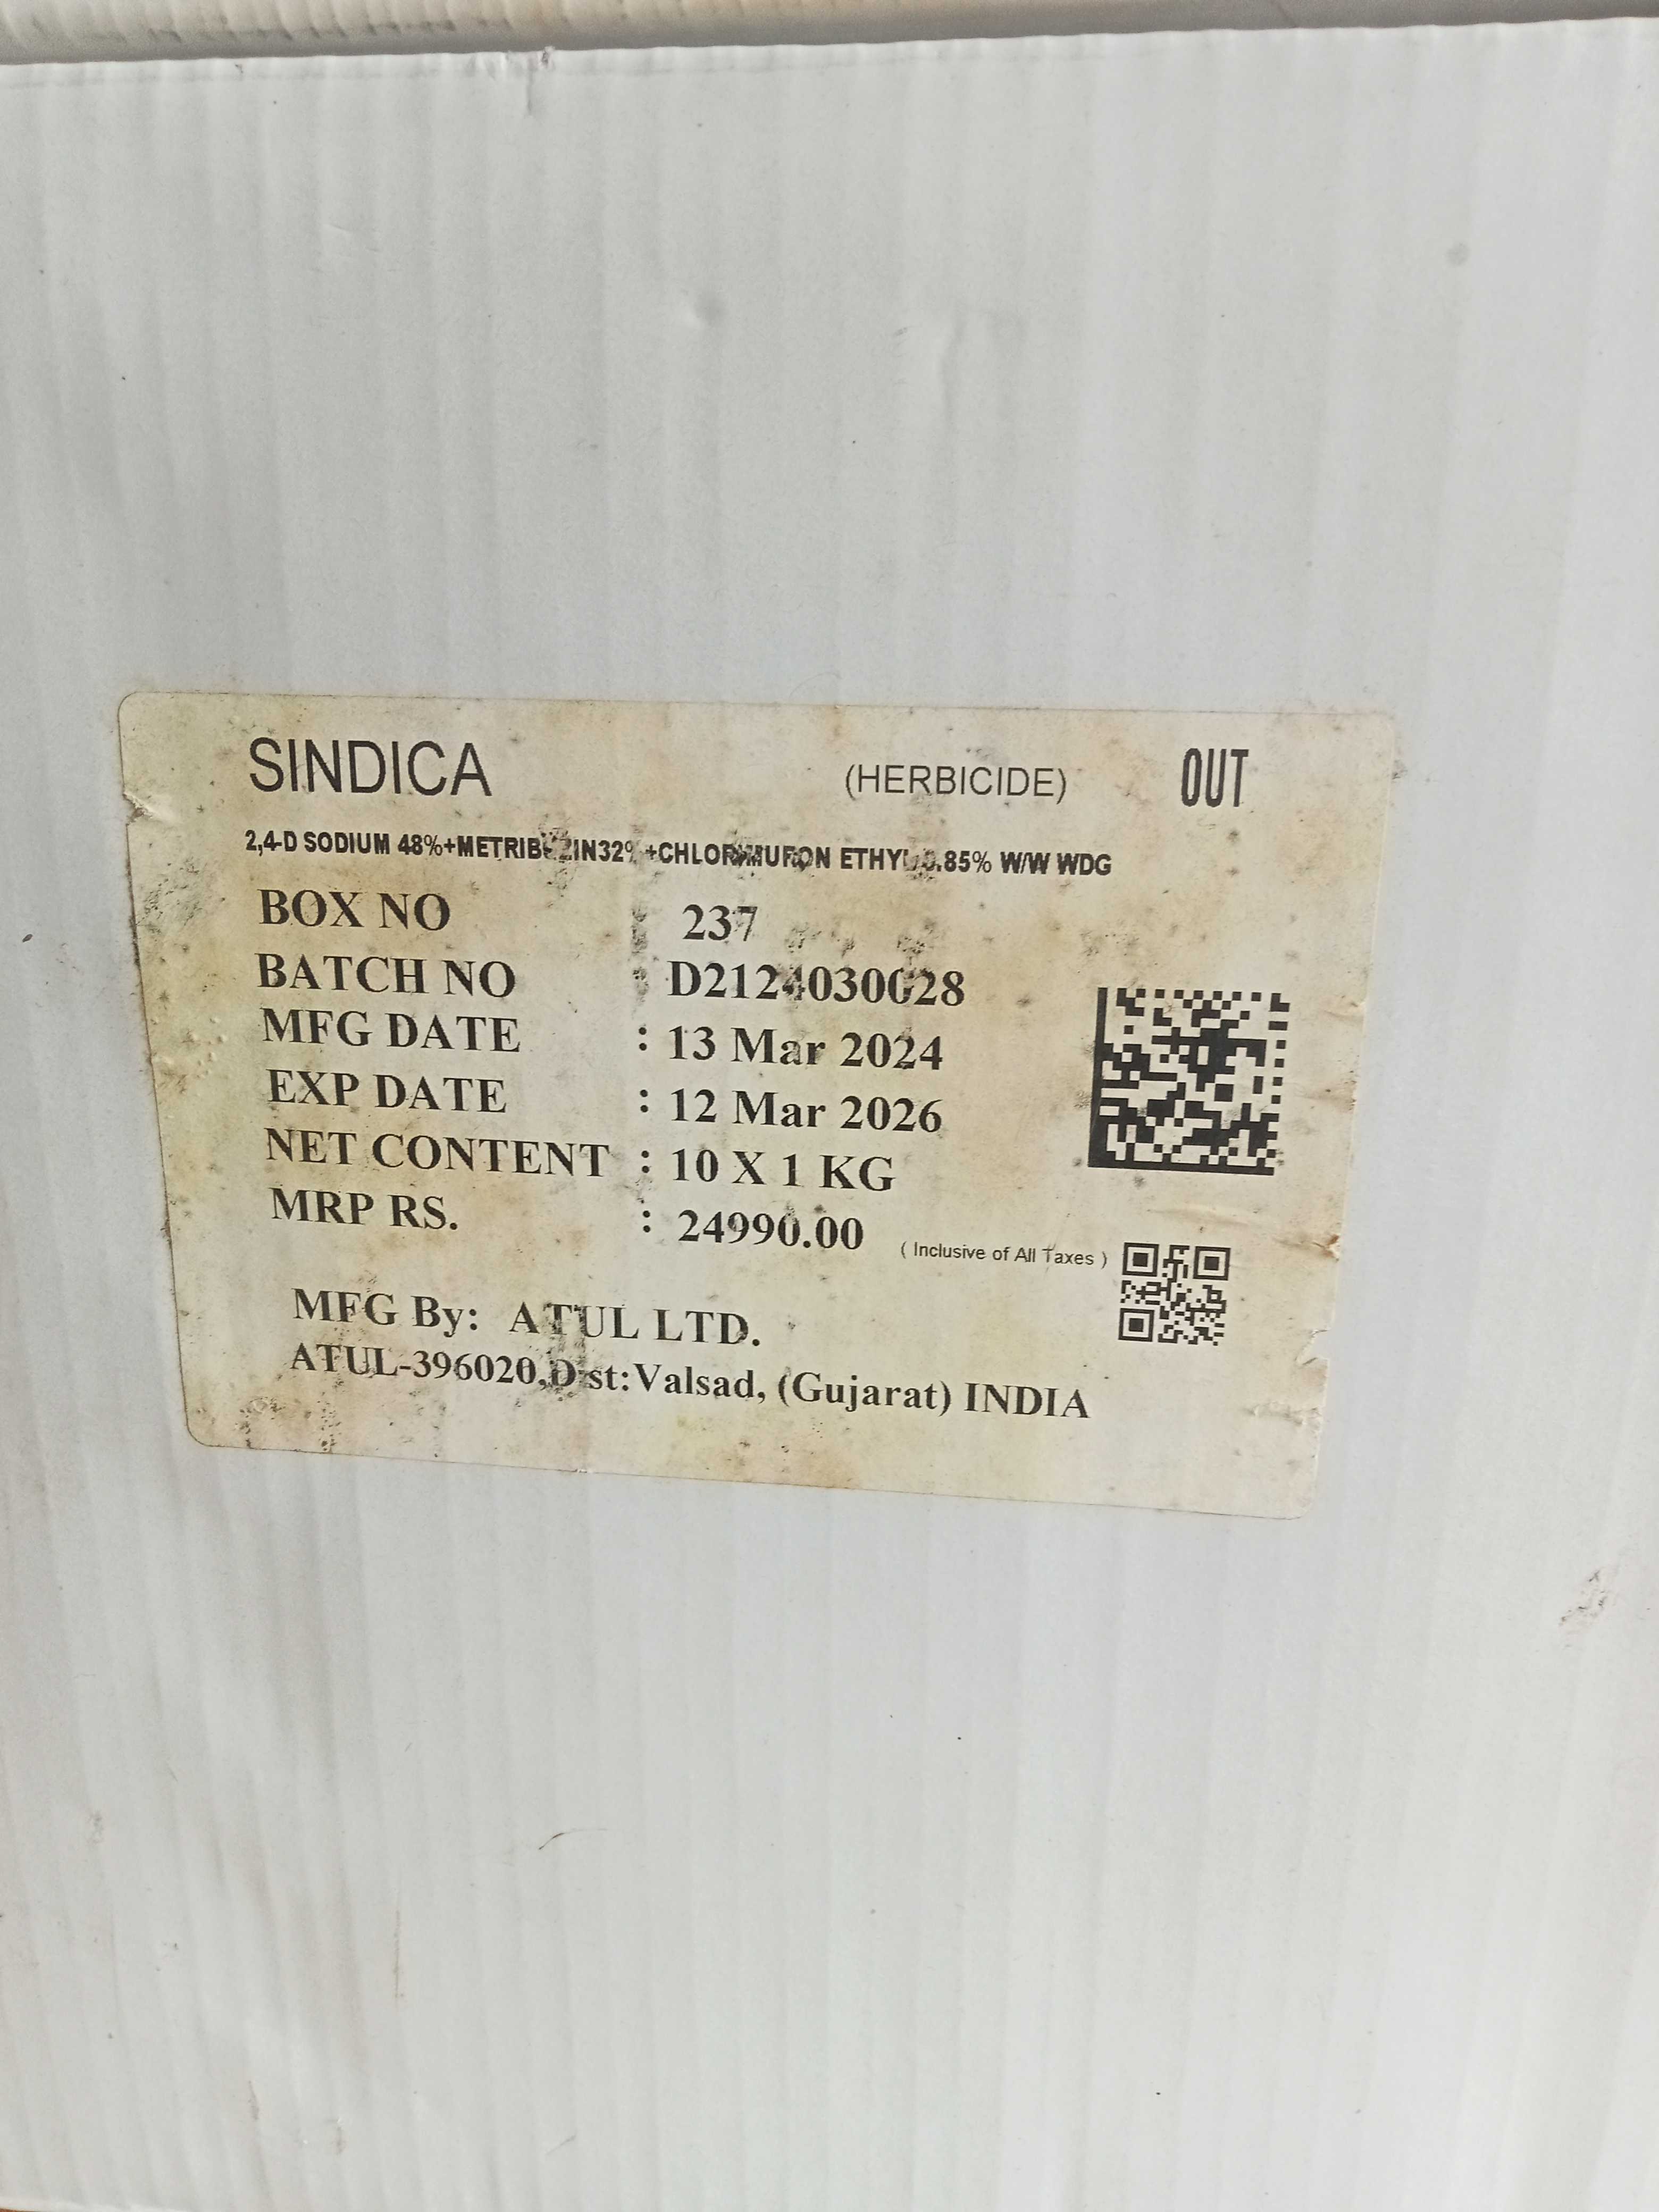 SINDICA (HERBICIDE) OUT
2,4-D SODIUM 48%+METRIBUZIN32%+CHLORIMURON ETHYL 0.85% W/W WDG
BOX NO : 237
BATCH NO : D2124030028
MFG DATE : 13 Mar 2024
EXP DATE : 12 Mar 2026
NET CONTENT : 10 X 1 KG
MRP RS. : 24990.00 ( Inclusive of All Taxes )
MFG By: ATUL LTD.
ATUL-396020,Dist:Valsad, (Gujarat) INDIA